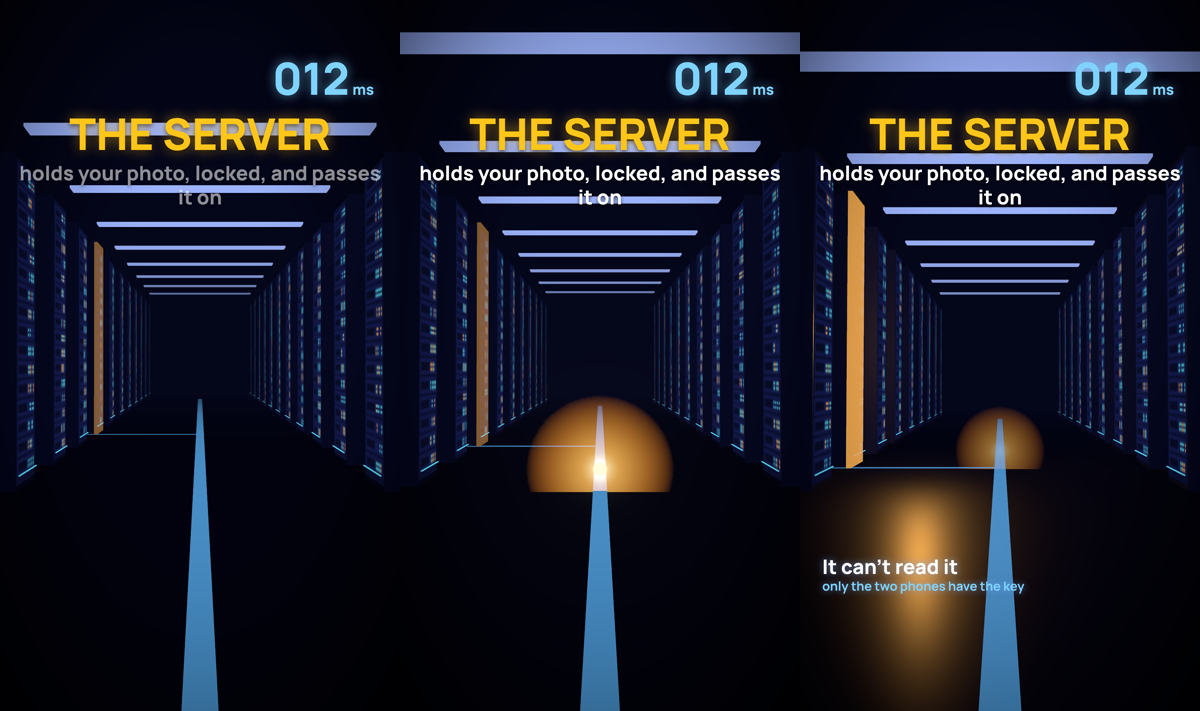 012 ms
THE SERVER
holds your photo, locked, and passes
it on
012 ms
THE SERVER
holds your photo, locked, and passes
it on
012 ms
THE SERVER
holds your photo, locked, and passes
it on
It can't read it
only the two phones have the key